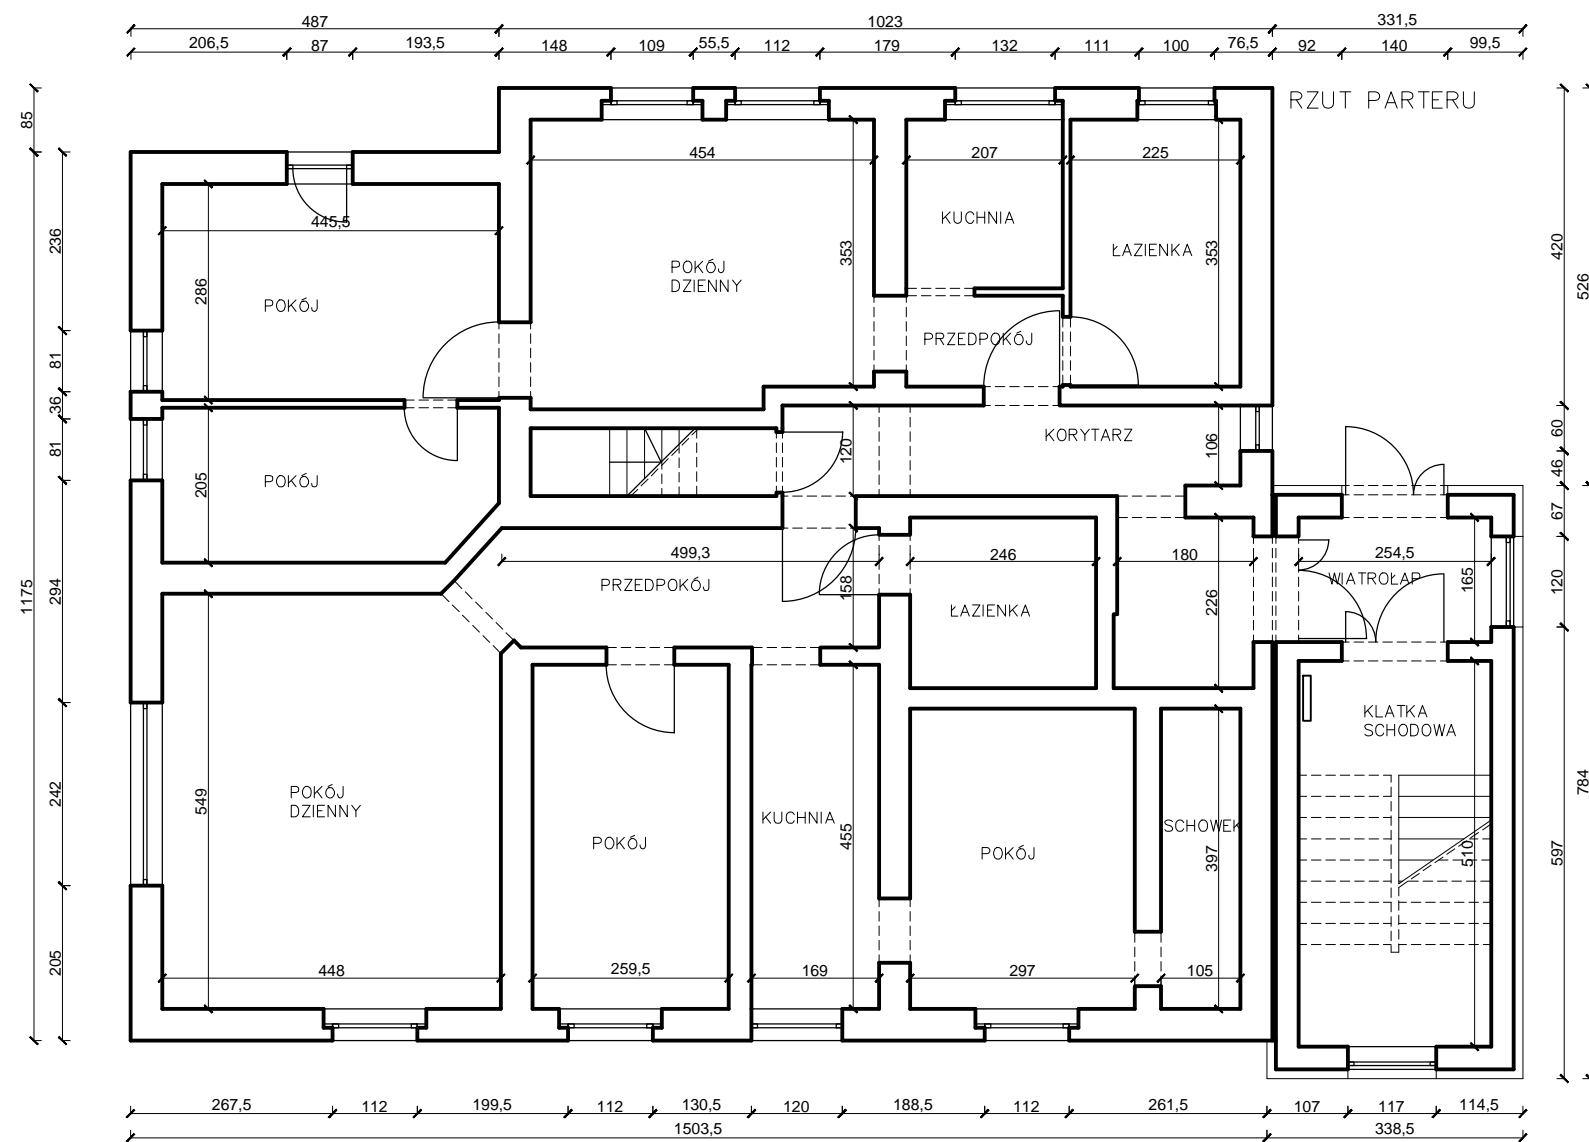 487 1023 331,5
206,5 87 193,5 148 109 55,5 112 179 132 111 100 76,5 92 140 99,5
RZUT PARTERU
85
1175
236
81
36
81
294
242
205
454
207
225
445,5
286
353
353
KUCHNIA
ŁAZIENKA
POKÓJ
DZIENNY
POKÓJ
PRZEDPOKÓJ
420
526
60
46
67
120
784
597
KORYTARZ
120
106
POKÓJ
205
499,3
246
180
254,5
PRZEDPOKÓJ
158
ŁAZIENKA
226
WIATROŁAP
165
KLATKA
SCHODOWA
POKÓJ
DZIENNY
549
POKÓJ
KUCHNIA
455
POKÓJ
SCHOWEK
397
510
448
259,5
169
297
105
267,5 112 199,5 112 130,5 120 188,5 112 261,5 107 117 114,5
1503,5 338,5